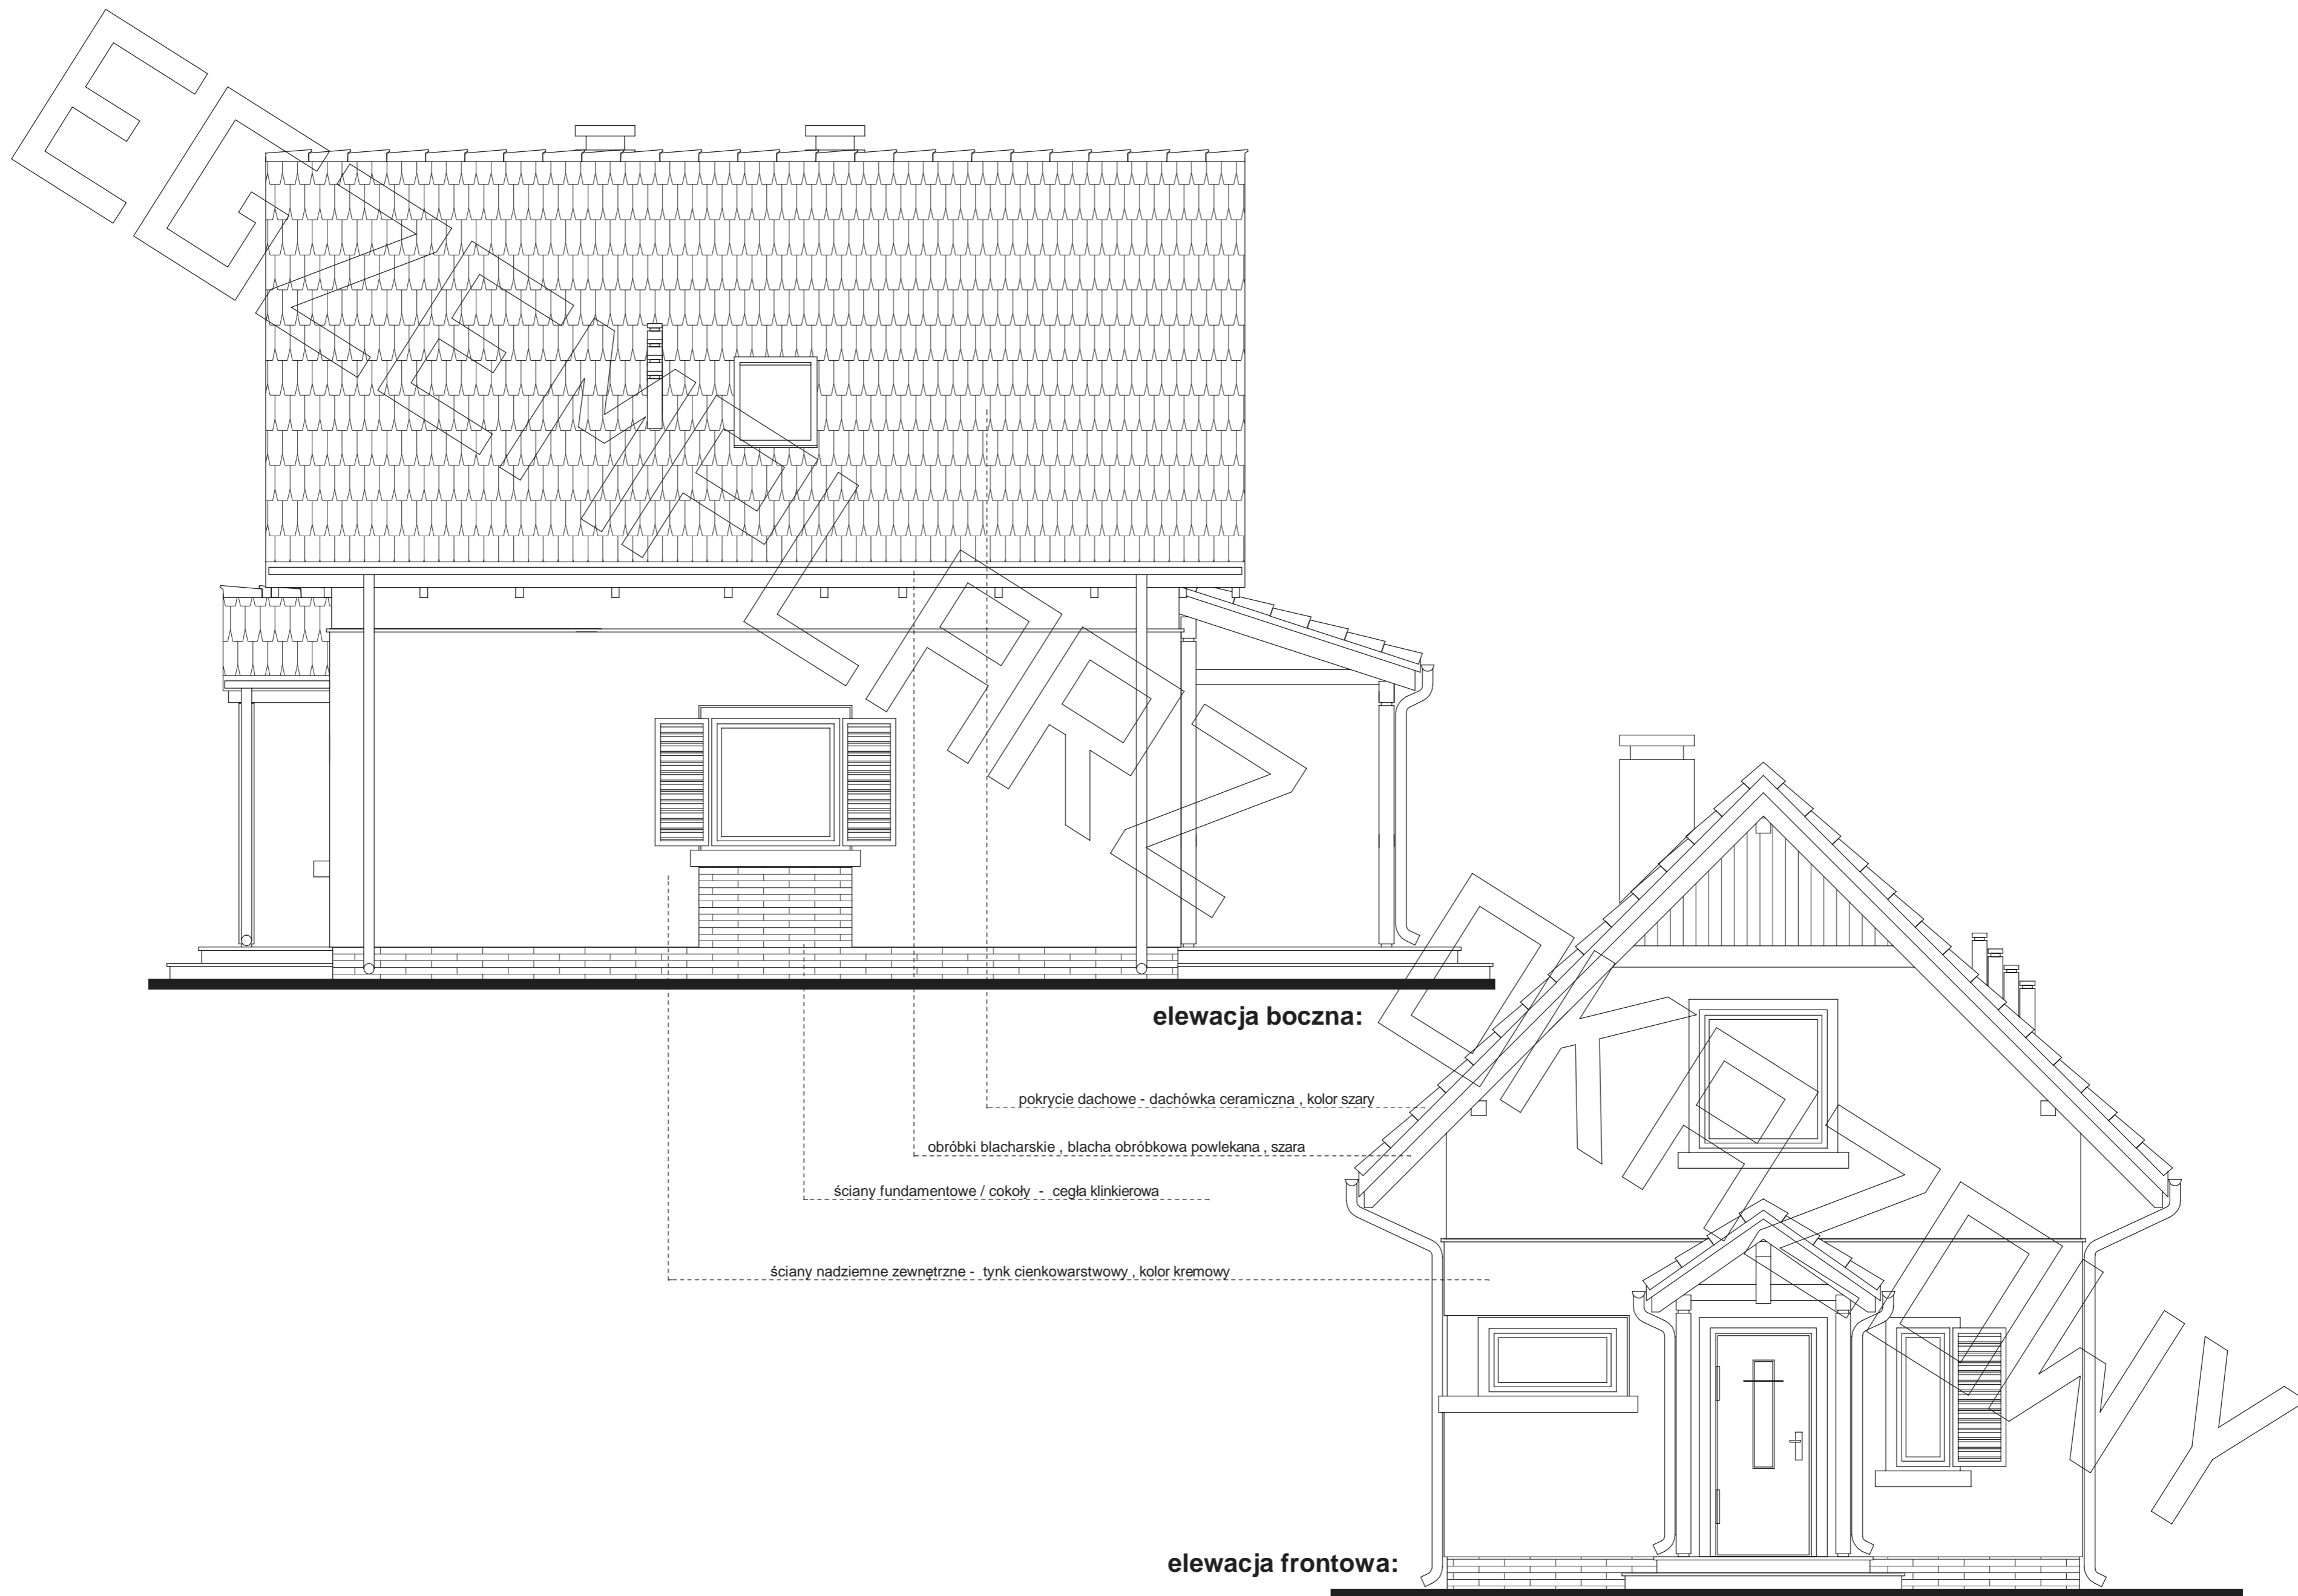 EGZEMPLARZ OKAZOWY
elewacja boczna:
pokrycie dachowe - dachówka ceramiczna , kolor szary
obróbki blacharskie , blacha obróbkowa powlekana , szara
ściany fundamentowe / cokoły - cegła klinkierowa
ściany nadziemne zewnętrzne - tynk cienkowarstwowy , kolor kremowy
elewacja frontowa: